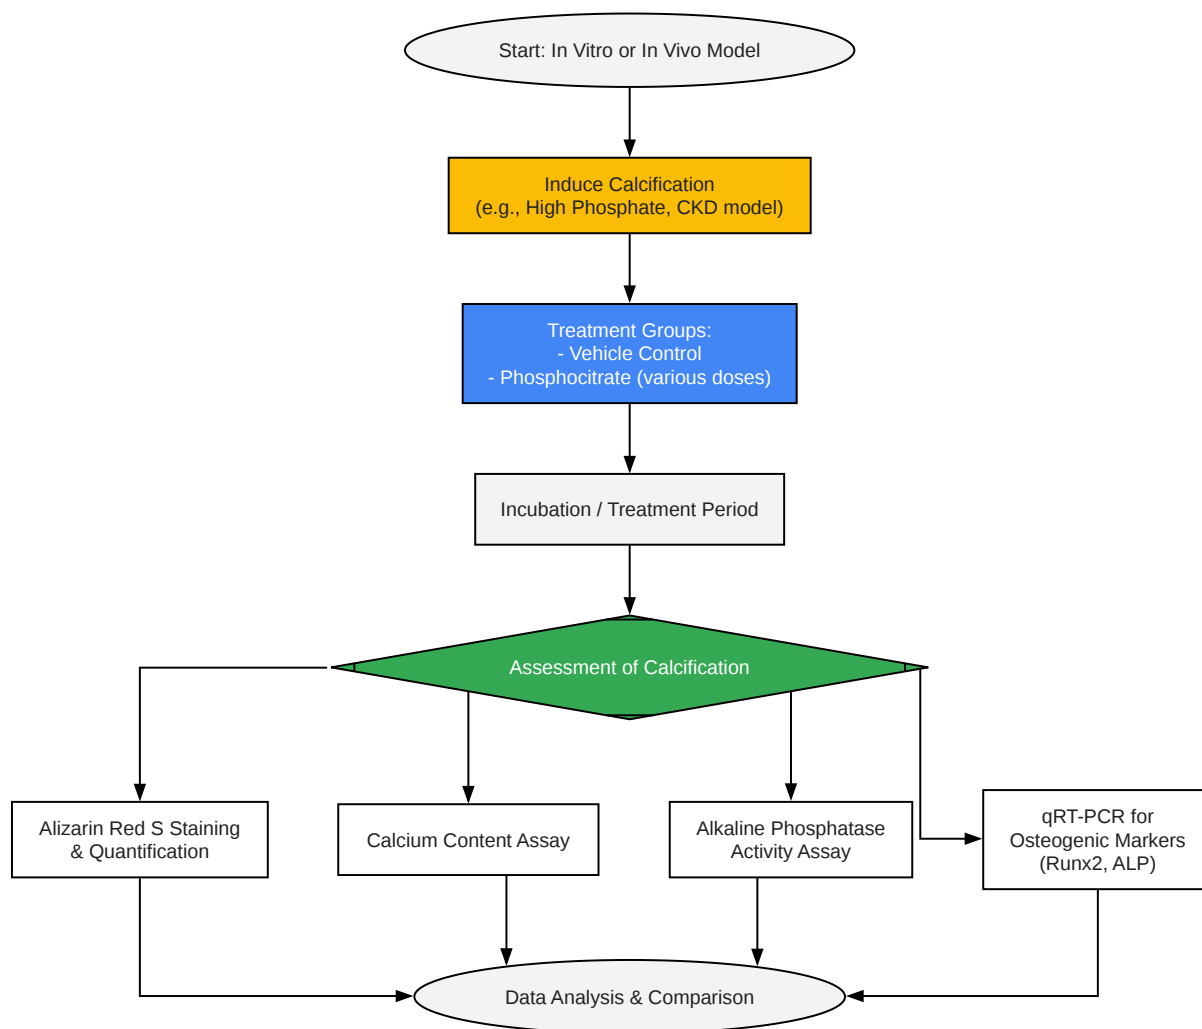 Start: In Vitro or In Vivo Model
Induce Calcification
(e.g., High Phosphate, CKD model)
Treatment Groups:
- Vehicle Control
- Phosphocitrate (various doses)
Incubation / Treatment Period
Assessment of Calcification
Alizarin Red S Staining
& Quantification
Calcium Content Assay
Alkaline Phosphatase
Activity Assay
qRT-PCR for
Osteogenic Markers
(Runx2, ALP)
Data Analysis & Comparison